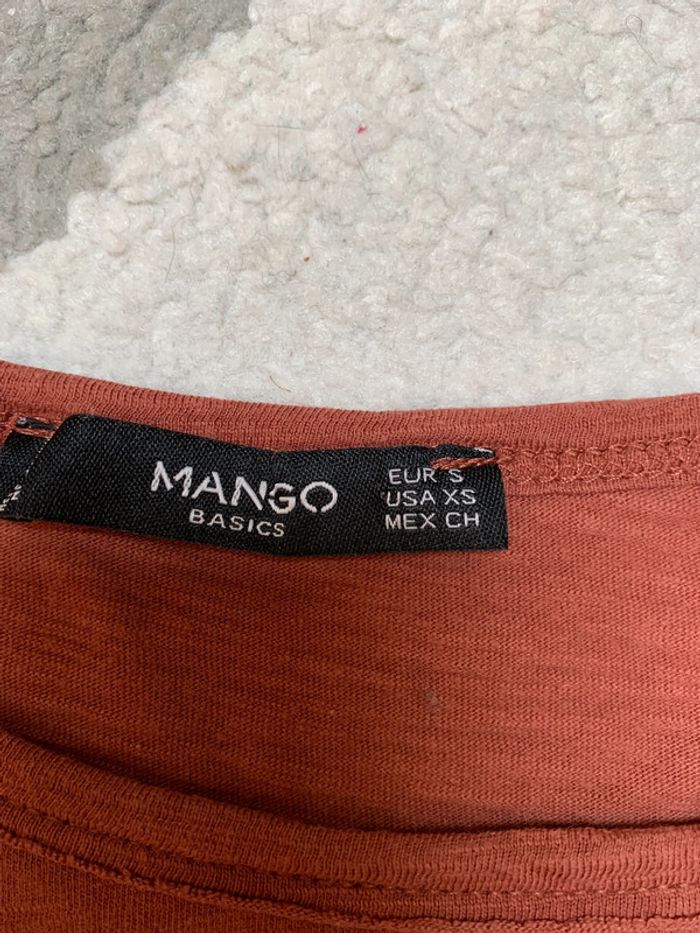 MANGO
BASICS
EUR S
USA XS
MEX CH